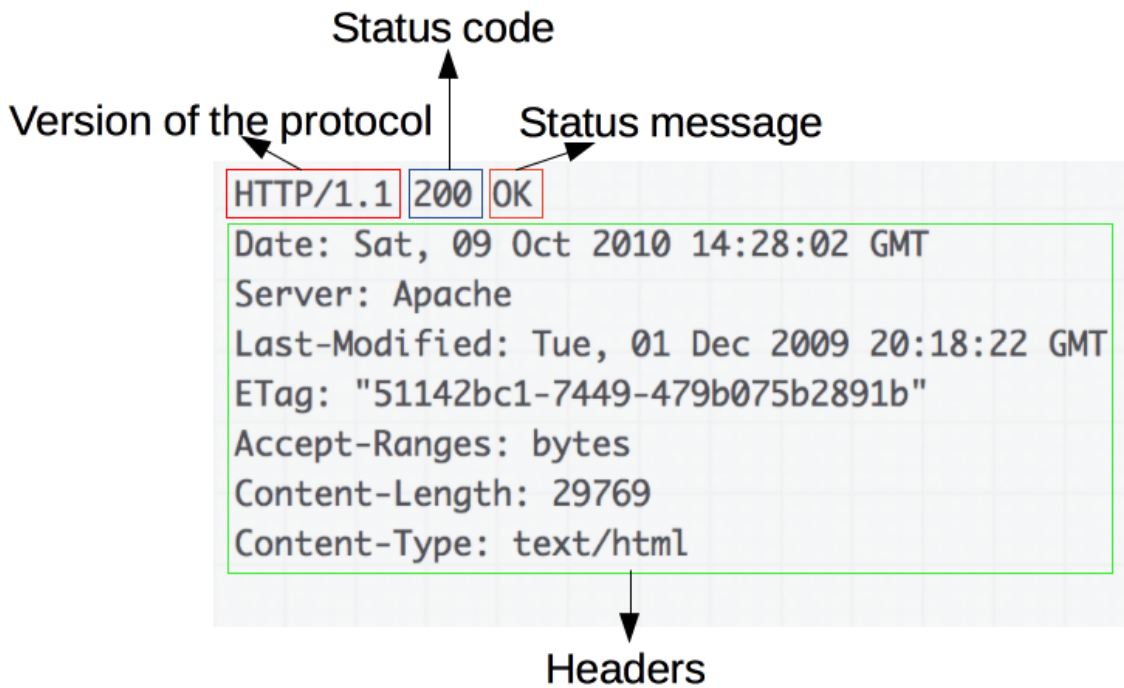 Status code
Version of the protocol
Status message
HTTP/1.1 200 OK
Date: Sat, 09 Oct 2010 14:28:02 GMT
Server: Apache
Last-Modified: Tue, 01 Dec 2009 20:18:22 GMT
ETag: "51142bc1-7449-479b075b2891b"
Accept-Ranges: bytes
Content-Length: 29769
Content-Type: text/html
Headers